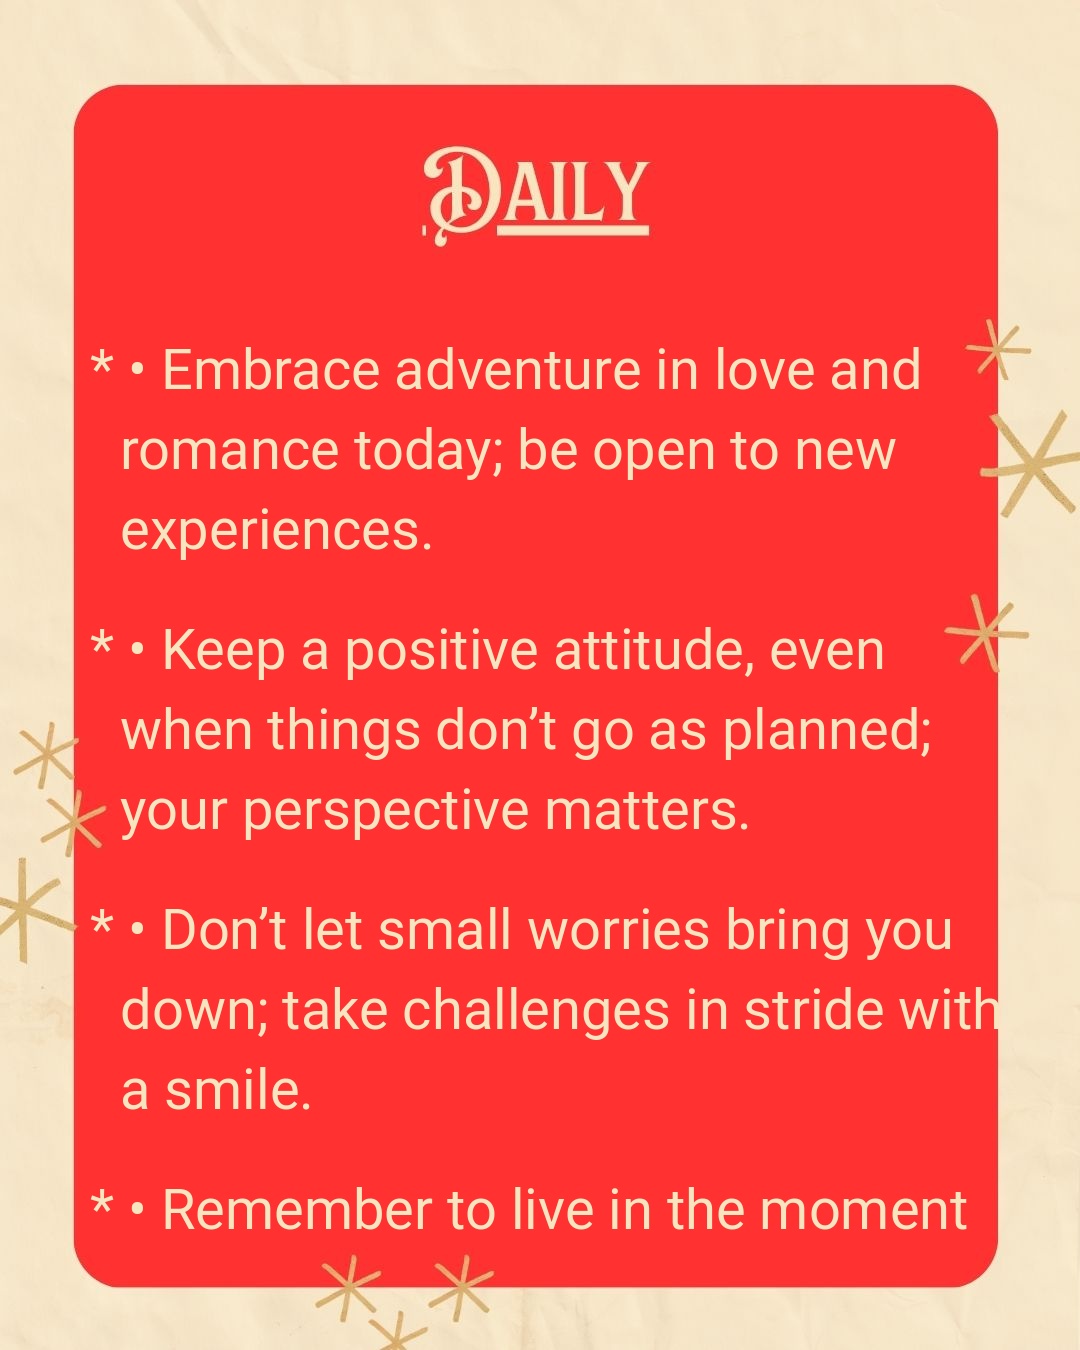 Daily
* • Embrace adventure in love and
romance today; be open to new
experiences.
* • Keep a positive attitude, even
when things don’t go as planned;
your perspective matters.
* • Don’t let small worries bring you
down; take challenges in stride with
a smile.
* • Remember to live in the moment